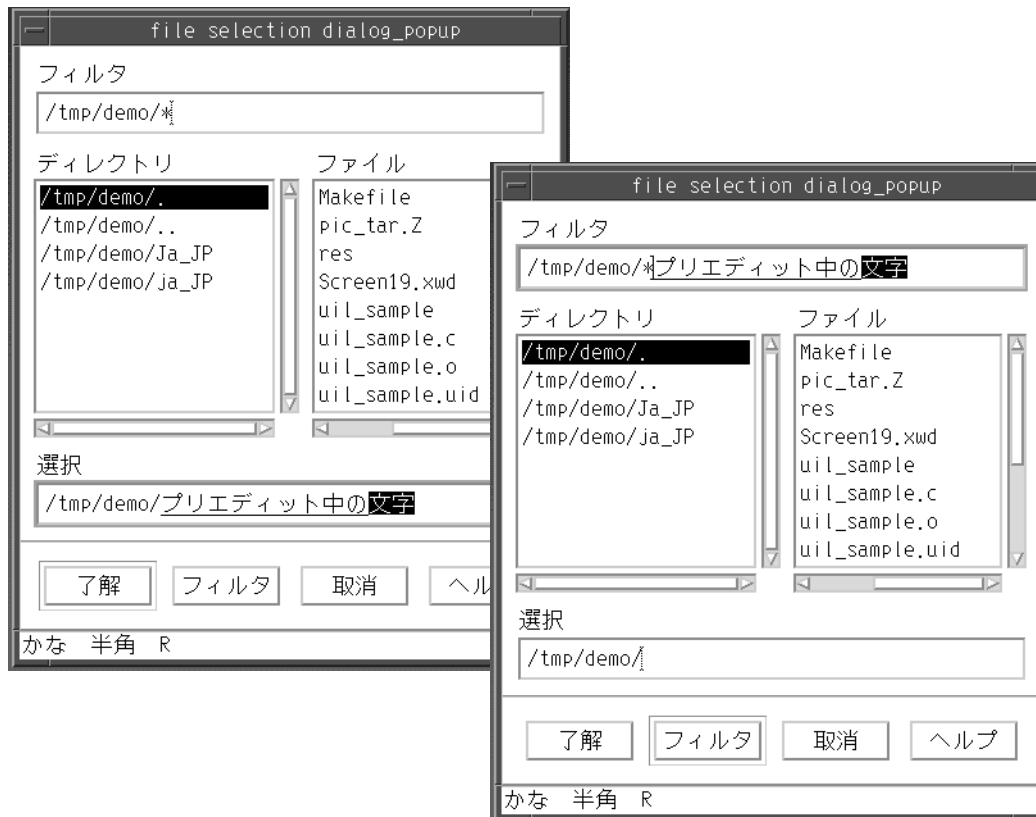 file selection dialog_popup
フィルタ
/tmp/demo/*
ディレクトリ
/tmp/demo/.
/tmp/demo/..
/tmp/demo/Ja_JP
/tmp/demo/ja_JP
ファイル
Makefile
pic_tar.Z
res
Screen19.xwd
uil_sample
uil_sample.c
uil_sample.o
uil_sample.uid
選択
/tmp/demo/プリエディット中の文字
了解 フィルタ 取消 ヘル
かな 半角 R
file selection dialog_popup
フィルタ
/tmp/demo/*プリエディット中の文字
ディレクトリ
/tmp/demo/.
/tmp/demo/..
/tmp/demo/Ja_JP
/tmp/demo/ja_JP
ファイル
Makefile
pic_tar.Z
res
Screen19.xwd
uil_sample
uil_sample.c
uil_sample.o
uil_sample.uid
選択
/tmp/demo/
了解 フィルタ 取消 ヘルプ
かな 半角 R